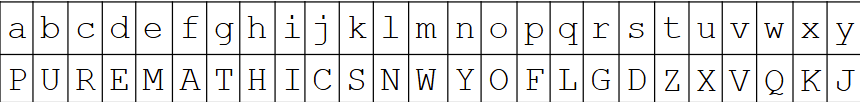 a b c d e f g h i j k l m n o p q r s t u v w x y
P U R E M A T H I C S N W Y O F L G D Z X V Q K J